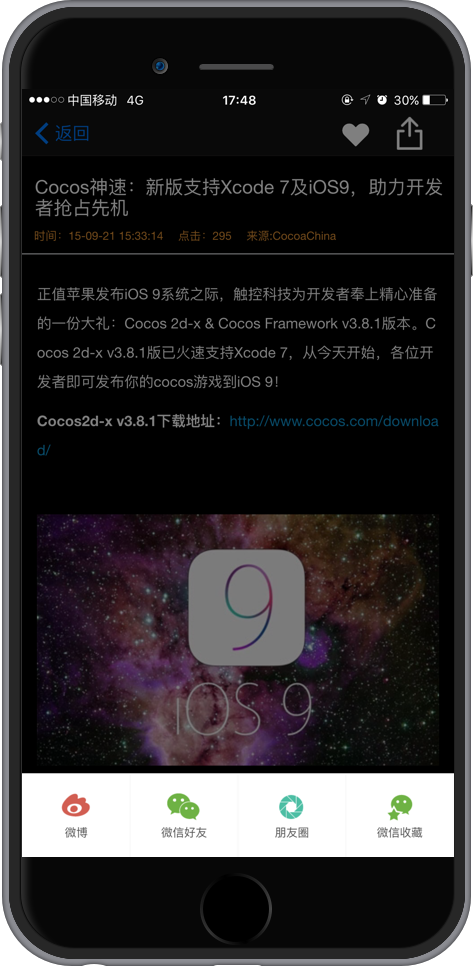 中国移动 4G 17:48 30%
返回
Cocos神速：新版支持Xcode 7及iOS9，助力开发
者抢占先机
时间：15-09-21 15:33:14 点击：295 来源:CocoaChina
正值苹果发布iOS 9系统之际，触控科技为开发者奉上精心准备
的一份大礼：Cocos 2d-x & Cocos Framework v3.8.1版本。C
ocos 2d-x v3.8.1版已火速支持Xcode 7，从今天开始，各位开
发者即可发布你的cocos游戏到iOS 9！
Cocos2d-x v3.8.1下载地址：http://www.cocos.com/downloa
d/
9
iOS 9
微博 微信好友 朋友圈 微信收藏